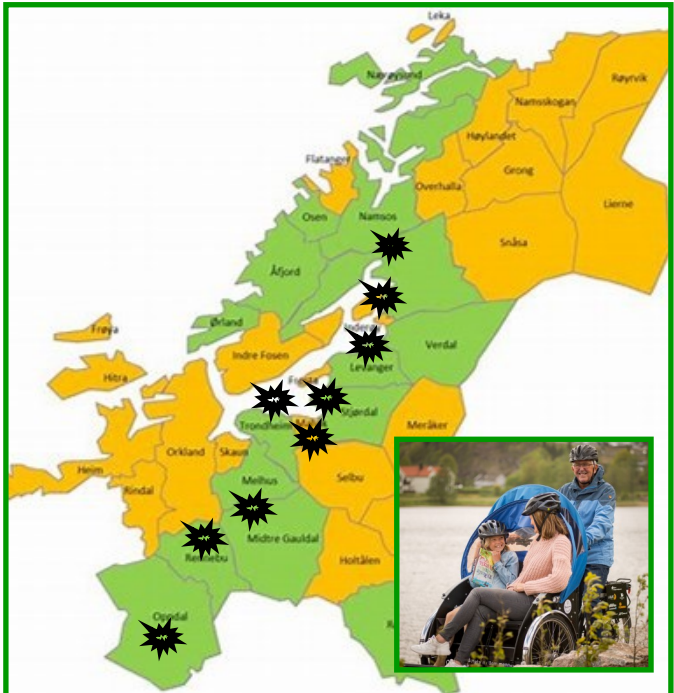 Leka
Nærøysund
Røyrvik
Namsskogan
Høylandet
Flatanger
Grong
Overhalla
Lierne
Osen
Namsos
Snåsa
Åfjord
Ørland
Frøya
Verdal
Indre Fosen
Levanger
Hitra
Stjørdal
Meråker
Trondheim
Orkland
Skaun
Heim
Melhus
Selbu
Rindal
Midtre Gauldal
Rennebu
Holtålen
Oppdal